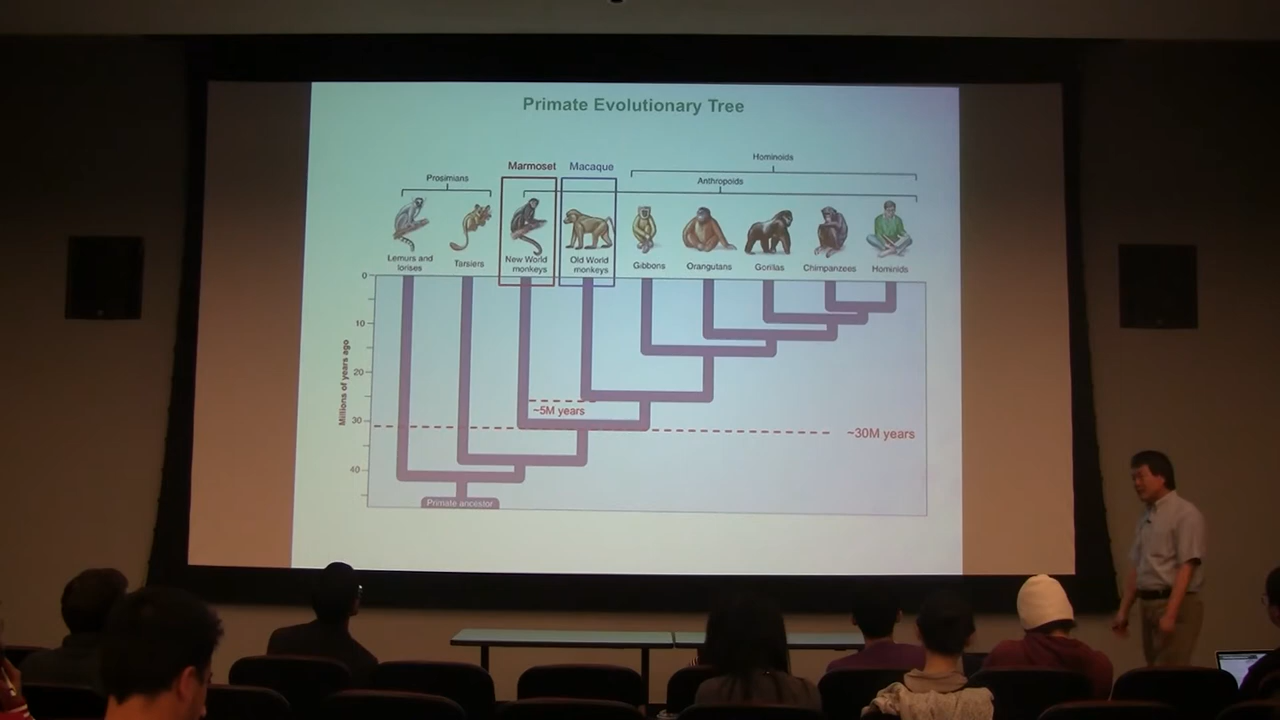 Primate Evolutionary Tree
Hominoids
Marmoset
Macaque
Prosimians
Anthropoids
Lemurs and
lorises
Tarsiers
New World
monkeys
Old World
monkeys
Gibbons
Orangutans
Gorillas
Chimpanzees
Hominids
0
10
20
30
40
Millions of years ago
~5M years
~30M years
Primate ancestor